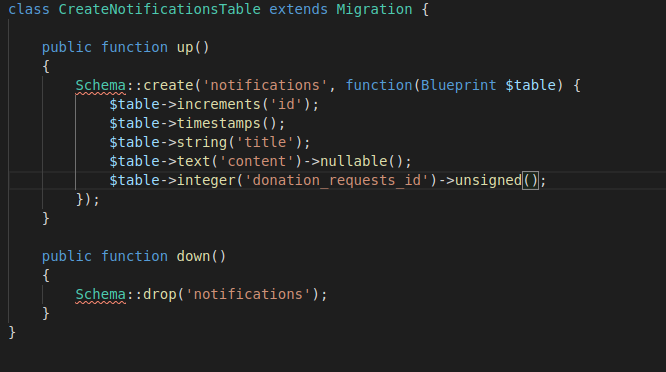 class CreateNotificationsTable extends Migration {
public function up()
{
Schema::create('notifications', function(Blueprint $table) {
$table->increments('id');
$table->timestamps();
$table->string('title');
$table->text('content')->nullable();
$table->integer('donation_requests_id')->unsigned();
});
}
public function down()
{
Schema::drop('notifications');
}
}